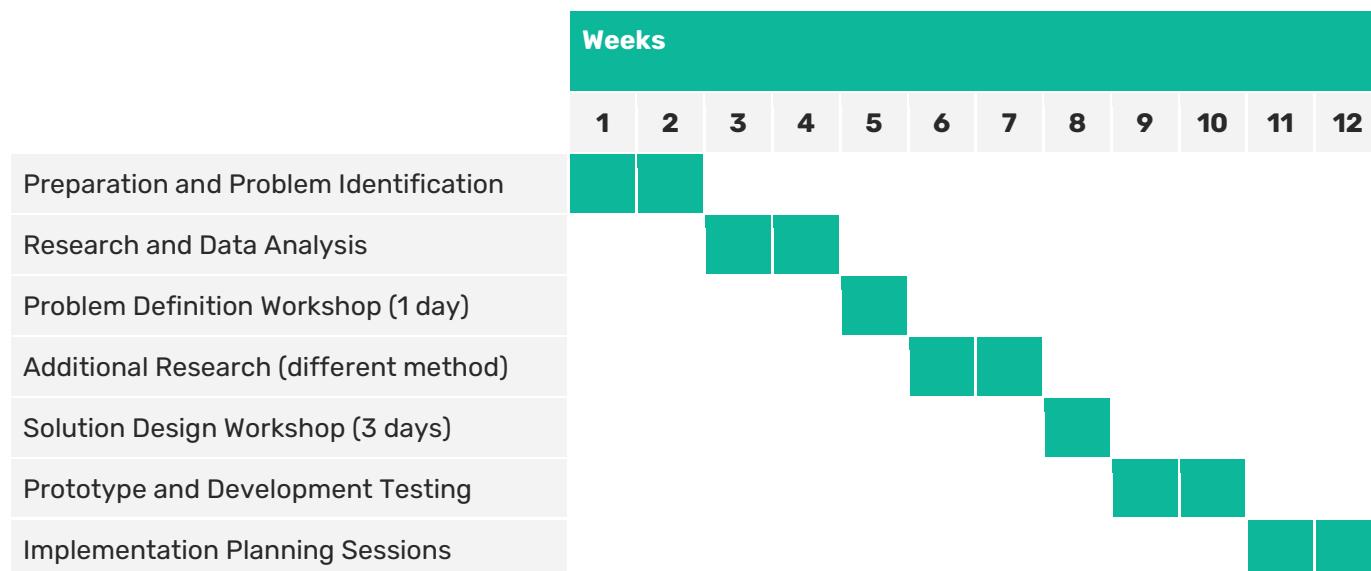 Weeks
1 2 3 4 5 6 7 8 9 10 11 12
Preparation and Problem Identification
Research and Data Analysis
Problem Definition Workshop (1 day)
Additional Research (different method)
Solution Design Workshop (3 days)
Prototype and Development Testing
Implementation Planning Sessions